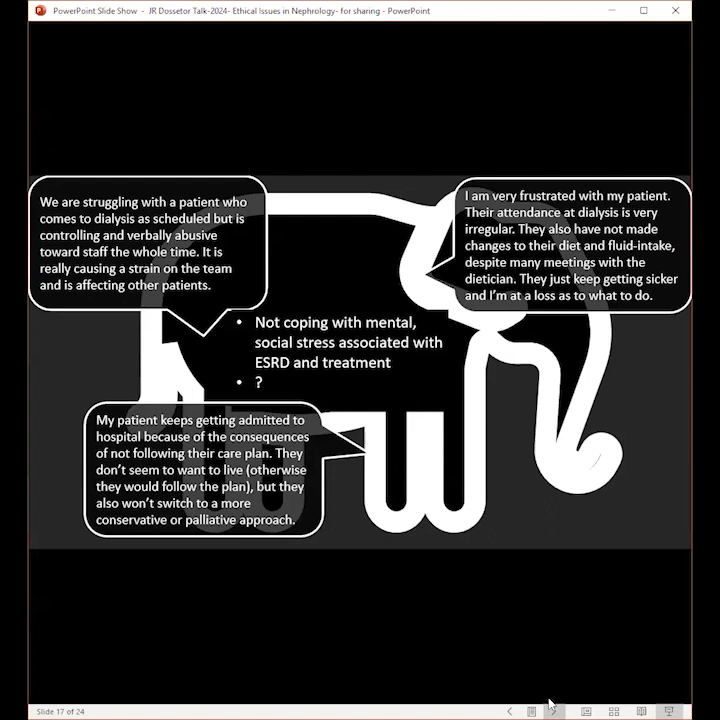 PowerPoint Slide Show - JR Dossetor Talk-2024- Ethical Issues in Nephrology- for sharing - PowerPoint
We are struggling with a patient who
comes to dialysis as scheduled but is
controlling and verbally abusive
toward staff the whole time. It is
really causing a strain on the team
and is affecting other patients.
I am very frustrated with my patient.
Their attendance at dialysis is very
irregular. They also have not made
changes to their diet and fluid-intake,
despite many meetings with the
dietician. They just keep getting sicker
and I'm at a loss as to what to do.
• Not coping with mental,
social stress associated with
ESRD and treatment
• ?
My patient keeps getting admitted to
hospital because of the consequences
of not following their care plan. They
don't seem to want to live (otherwise
they would follow the plan), but they
also won't switch to a more
conservative or palliative approach.
Slide 17 of 24